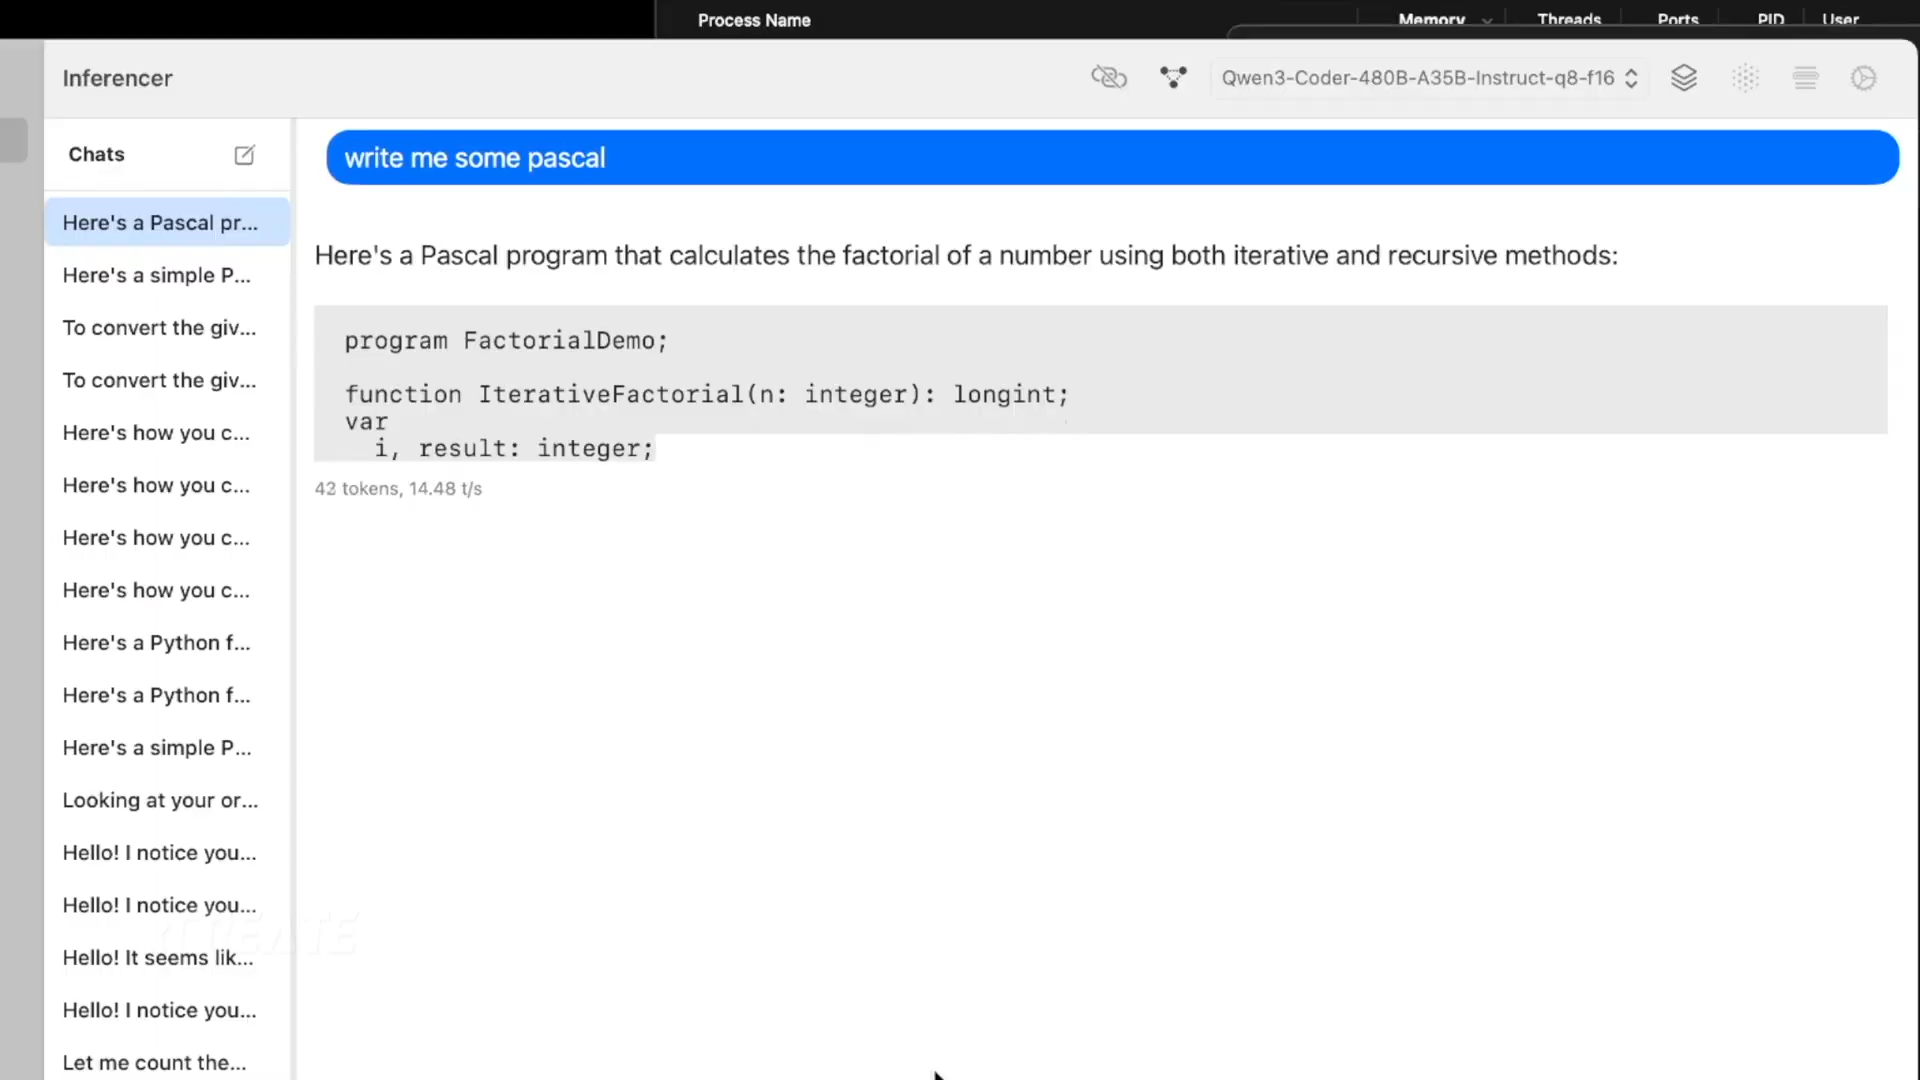 Process Name
Memory Threads Ports PID User
Inferencer
Qwen3-Coder-480B-A35B-Instruct-q8-f16
Chats
write me some pascal
Here's a Pascal pr...
Here's a simple P...
To convert the giv...
To convert the giv...
Here's how you c...
Here's how you c...
Here's how you c...
Here's how you c...
Here's a Python f...
Here's a Python f...
Here's a simple P...
Looking at your or...
Hello! I notice you...
Hello! I notice you...
Hello! It seems lik...
Hello! I notice you...
Let me count the...
Here's a Pascal program that calculates the factorial of a number using both iterative and recursive methods:
program FactorialDemo;
function IterativeFactorial(n: integer): longint;
var
i, result: integer;
42 tokens, 14.48 t/s